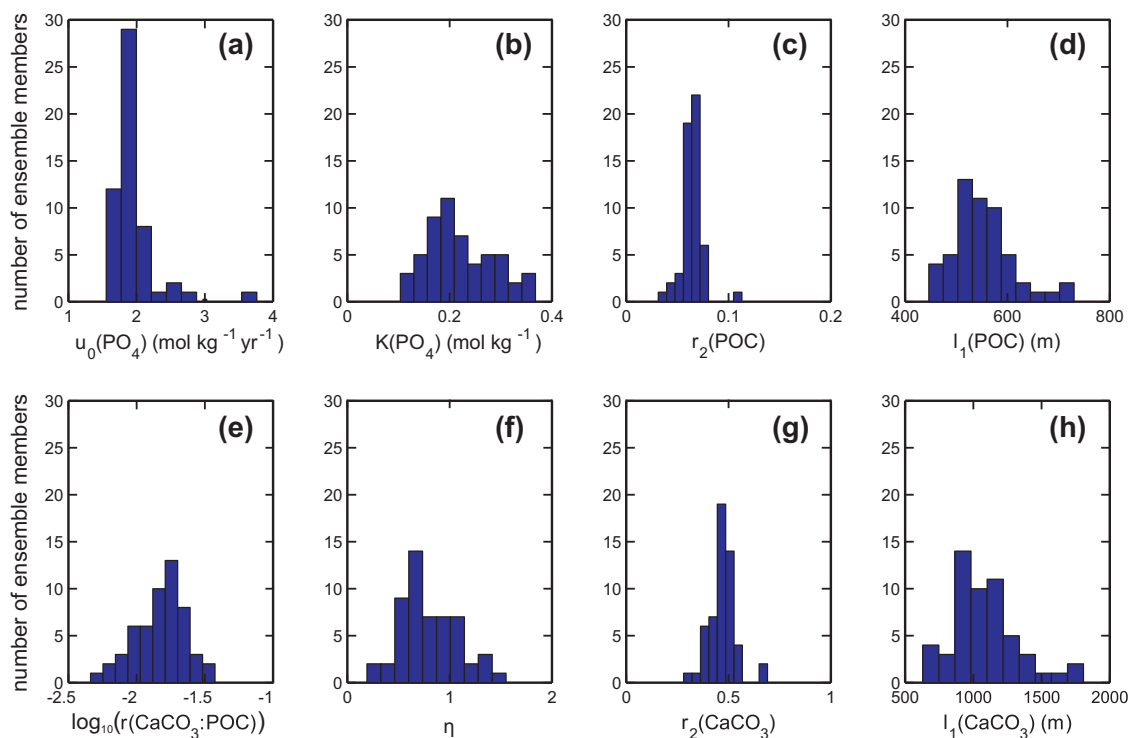 number of ensemble members
30
25
20
15
10
5
0
(a)
1 2 3 4
u₀(PO₄) (mol kg⁻¹ yr⁻¹)
30
25
20
15
10
5
0
(b)
0 0.2 0.4
K(PO₄) (mol kg⁻¹)
30
25
20
15
10
5
0
(c)
0 0.1 0.2
r₂(POC)
30
25
20
15
10
5
0
(d)
400 600 800
l₁(POC) (m)
number of ensemble members
30
25
20
15
10
5
0
(e)
-2.5 -2 -1.5 -1
log₁₀(r(CaCO₃:POC))
30
25
20
15
10
5
0
(f)
0 1 2
η
30
25
20
15
10
5
0
(g)
0 0.5 1
r₂(CaCO₃)
30
25
20
15
10
5
0
(h)
500 1000 1500 2000
l₁(CaCO₃) (m)